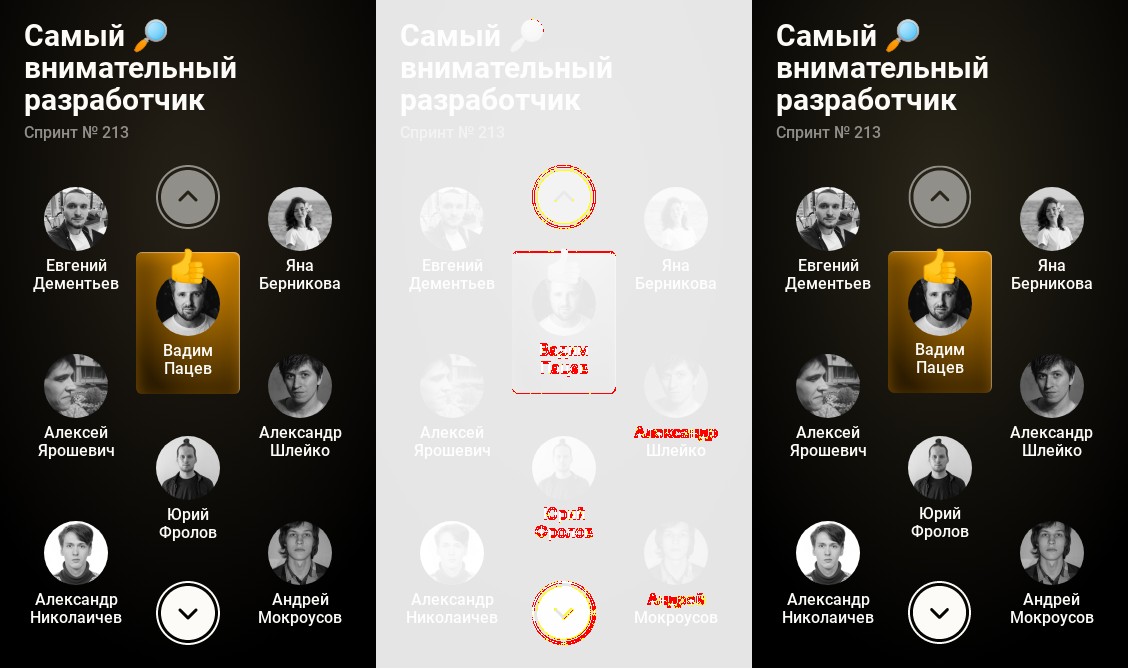 Самый 🔎
внимательный
разработчик
Спринт № 213
Евгений
Дементьев
Яна
Берникова
Вадим
Пацев
Алексей
Ярошевич
Александр
Шлейко
Юрий
Фролов
Александр
Николаичев
Андрей
Мокроусов
Самый 🔎
внимательный
разработчик
Спринт № 213
Евгений
Дементьев
Яна
Берникова
Вадим
Пацев
Алексей
Ярошевич
Александр
Шлейко
Юрий
Фролов
Александр
Николаичев
Андрей
Мокроусов
Самый 🔎
внимательный
разработчик
Спринт № 213
Евгений
Дементьев
Яна
Берникова
Вадим
Пацев
Алексей
Ярошевич
Александр
Шлейко
Юрий
Фролов
Александр
Николаичев
Андрей
Мокроусов